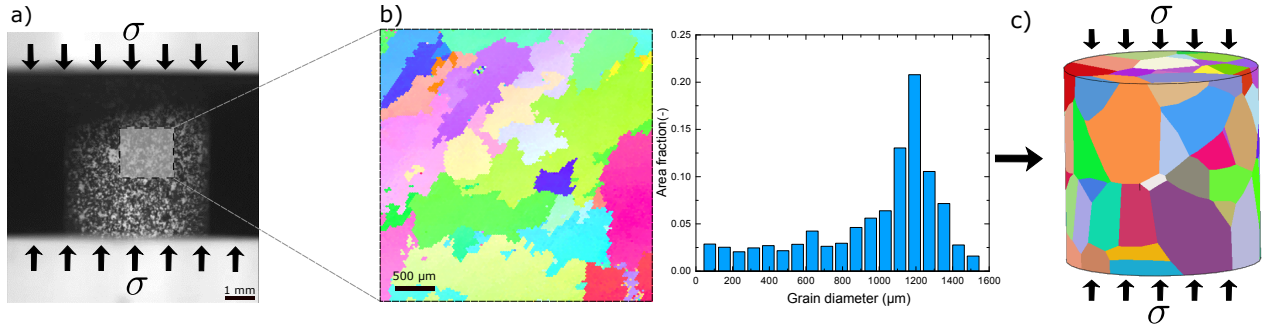 a)
σ
σ
1 mm
b)
500 µm
0.25
0.20
0.15
0.10
0.05
0.00
Area fraction(-)
0 200 400 600 800 1000 1200 1400 1600
Grain diameter (µm)
c)
σ
σ